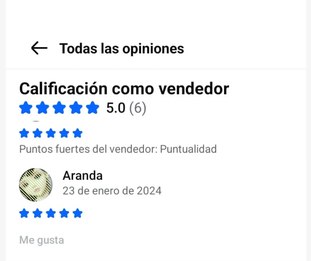 Todas las opiniones
Calificación como vendedor
5.0 (6)
Puntos fuertes del vendedor: Puntualidad
Aranda
23 de enero de 2024
Me gusta